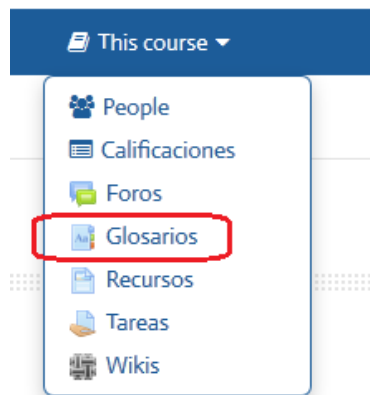 This course
People
Calificaciones
Foros
Glosarios
Recursos
Tareas
Wikis